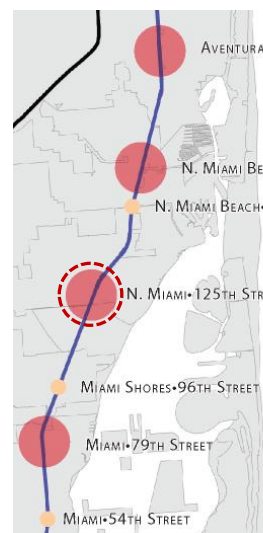 AVENTURA
N. MIAMI BE
N. MIAMI BEACH•
N. MIAMI•125TH STR
MIAMI SHORES•96TH STREET
MIAMI•79TH STREET
MIAMI•54TH STREET